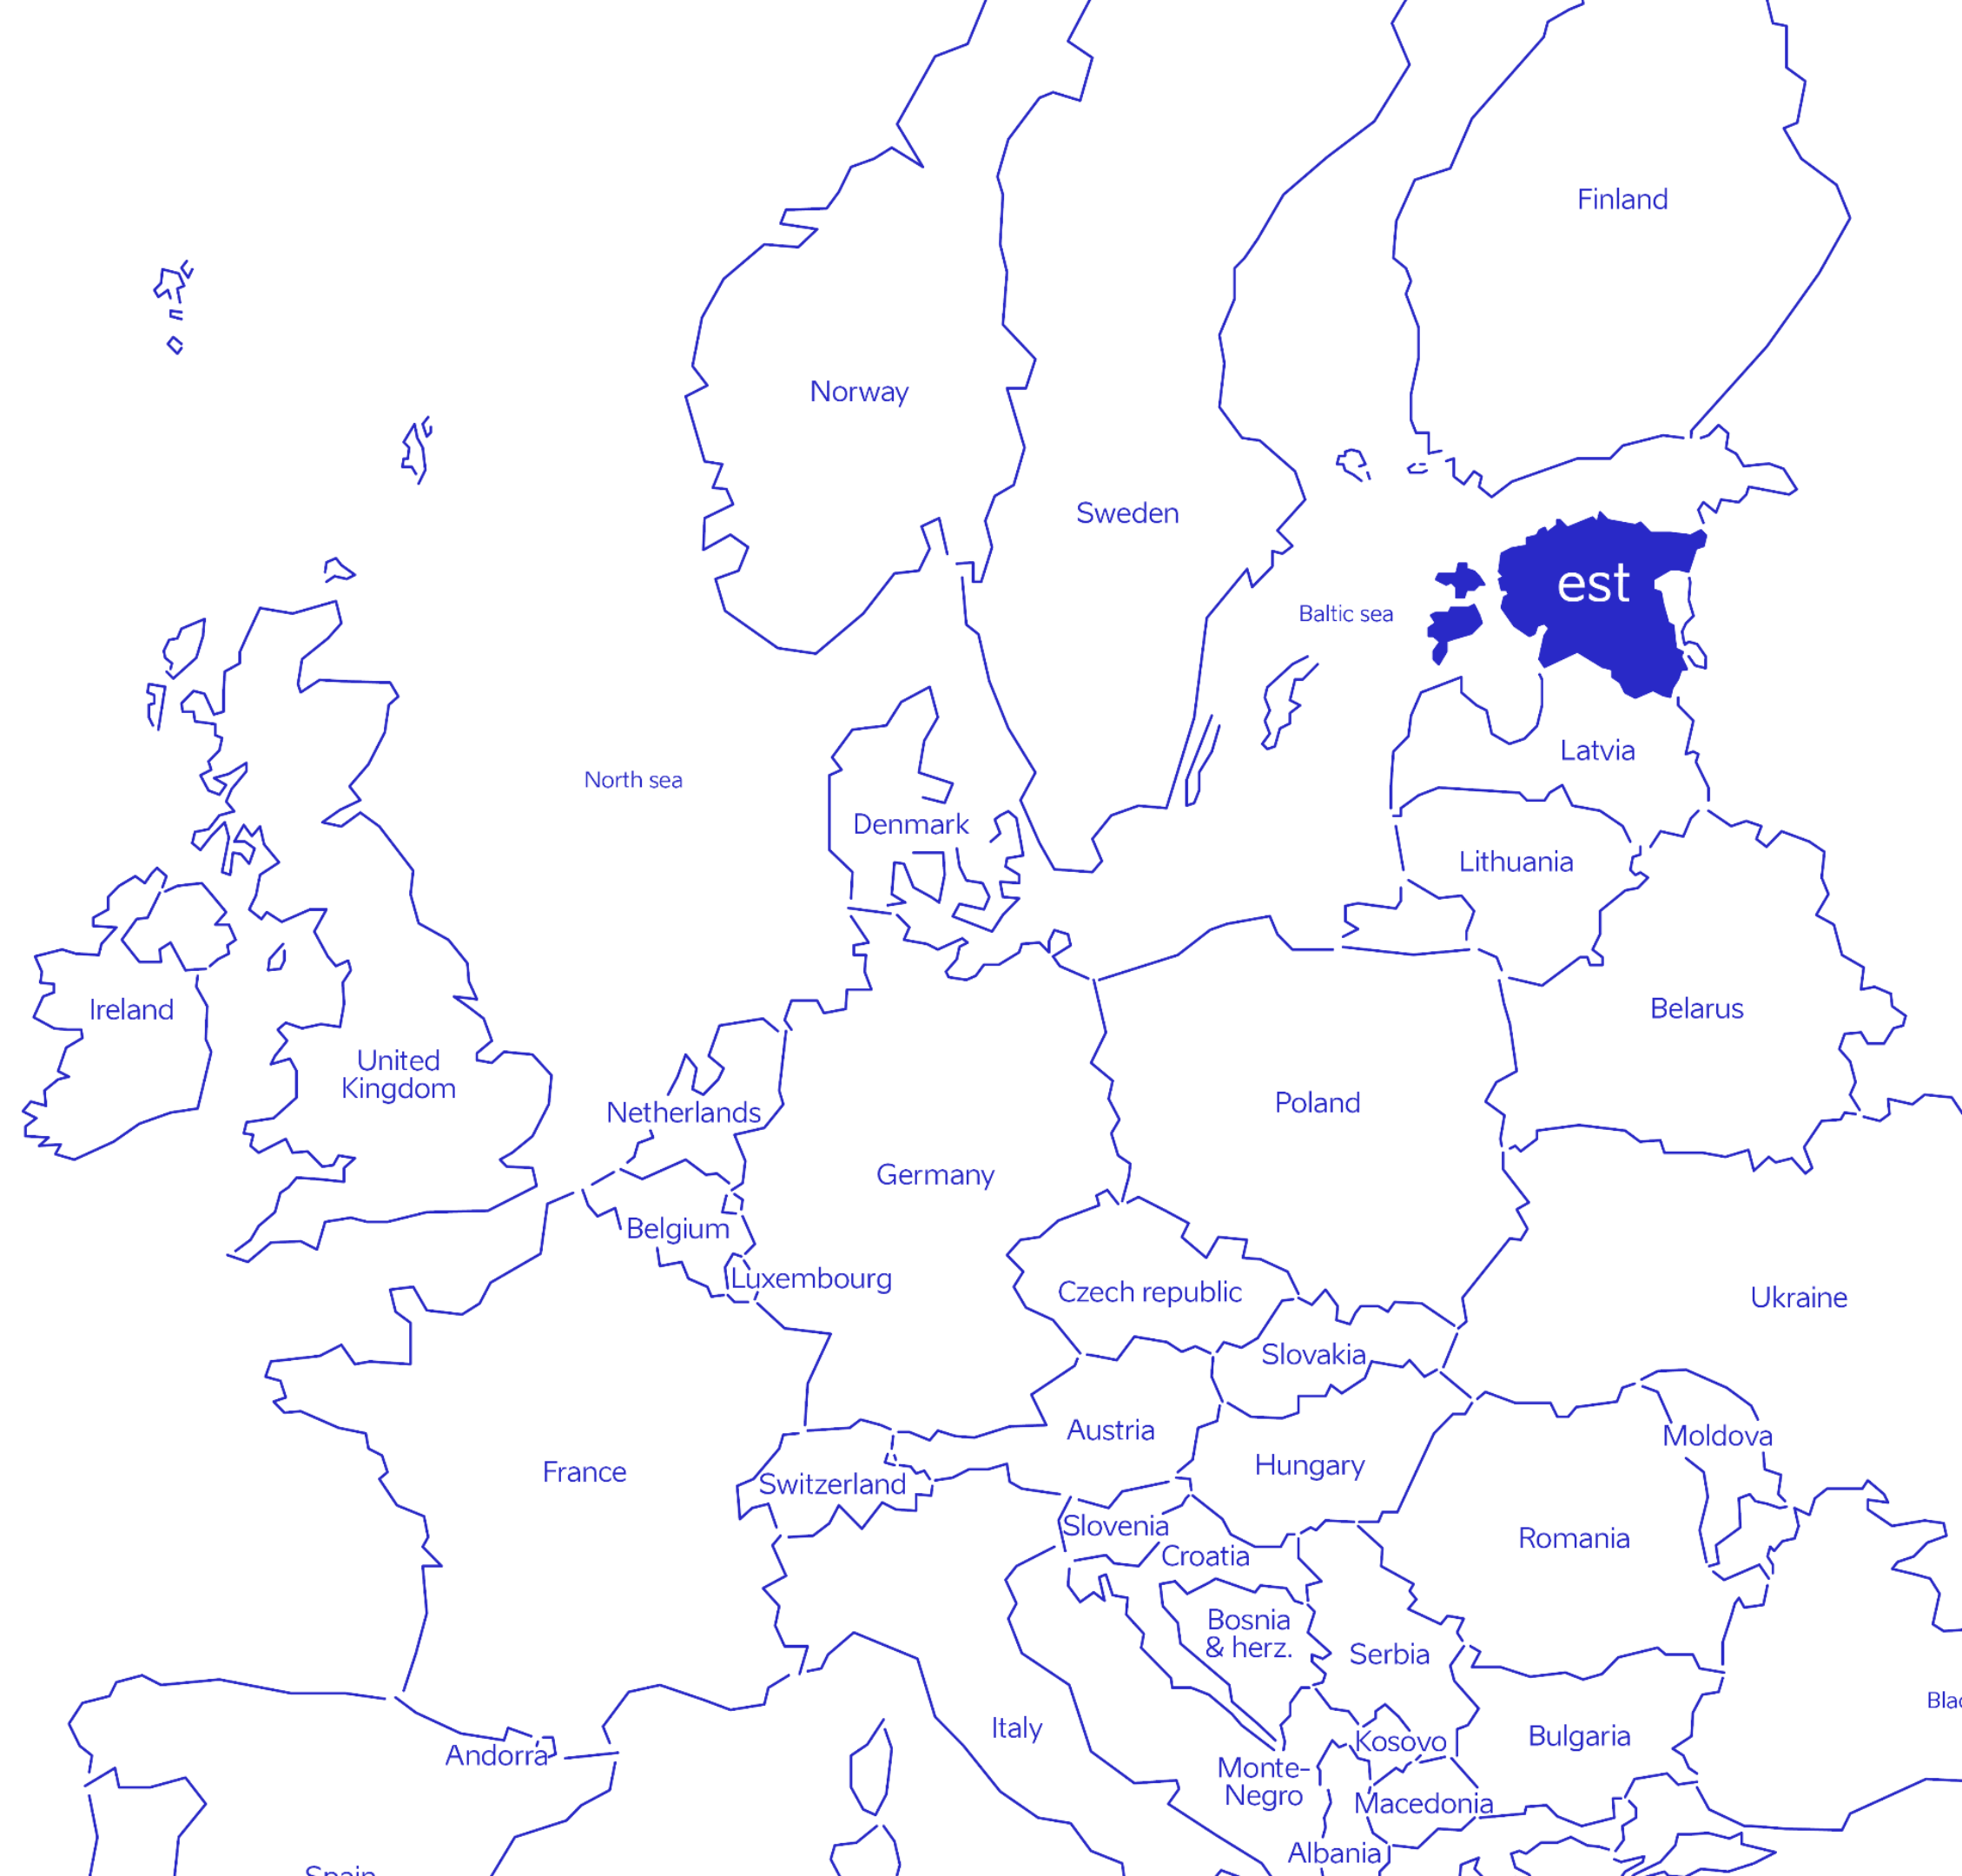 Finland
Norway
Sweden
est
Baltic sea
Latvia
North sea
Denmark
Lithuania
Ireland
Belarus
United
Kingdom
Poland
Netherlands
Germany
Belgium
Luxembourg
Czech republic
Ukraine
Slovakia
Austria
Moldova
Hungary
France
Switzerland
Slovenia
Romania
Croatia
Bosnia
& herz.
Serbia
Blac
Italy
Bulgaria
Kosovo
Andorra
Monte-
Negro
Macedonia
Albania
Spain